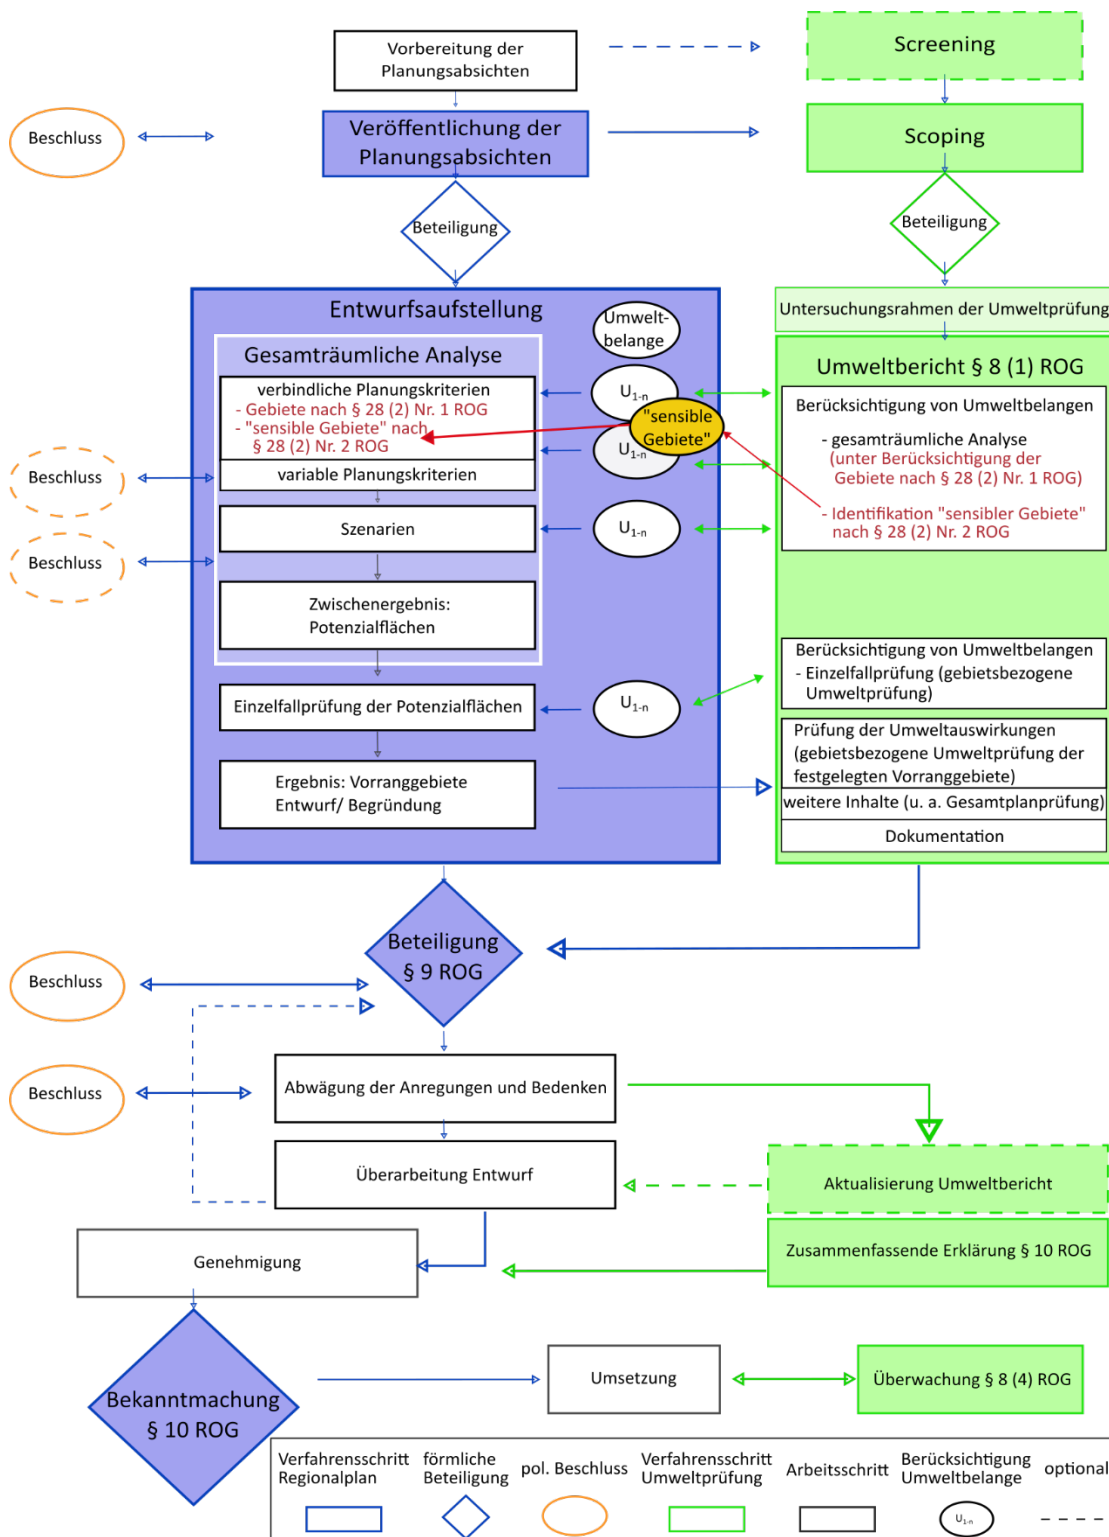 Vorbereitung der
Planungsabsichten
Screening
Beschluss
Veröffentlichung der
Planungsabsichten
Scoping
Beteiligung
Beteiligung
Entwurfsaufstellung
Umwelt-
belange
Untersuchungsrahmen der Umweltprüfung
Gesamträumliche Analyse
Umweltbericht § 8 (1) ROG
verbindliche Planungskriterien
- Gebiete nach § 28 (2) Nr. 1 ROG
- "sensible Gebiete" nach
§ 28 (2) Nr. 2 ROG
variable Planungskriterien
U1-n
"sensible
Gebiete"
U1-n
Berücksichtigung von Umweltbelangen
- gesamträumliche Analyse
(unter Berücksichtigung der
Gebiete nach § 28 (2) Nr. 1 ROG)
- Identifikation "sensibler Gebiete"
nach § 28 (2) Nr. 2 ROG
Beschluss
Szenarien
U1-n
Beschluss
Zwischenergebnis:
Potenzialflächen
Berücksichtigung von Umweltbelangen
- Einzelfallprüfung (gebietsbezogene
Umweltprüfung)
Einzelfallprüfung der Potenzialflächen
U1-n
Prüfung der Umweltauswirkungen
(gebietsbezogene Umweltprüfung der
festgelegten Vorranggebiete)
Ergebnis: Vorranggebiete
Entwurf/ Begründung
weitere Inhalte (u. a. Gesamtplanprüfung)
Dokumentation
Beteiligung
§ 9 ROG
Beschluss
Beschluss
Abwägung der Anregungen und Bedenken
Überarbeitung Entwurf
Aktualisierung Umweltbericht
Zusammenfassende Erklärung § 10 ROG
Genehmigung
Bekanntmachung
§ 10 ROG
Umsetzung
Überwachung § 8 (4) ROG
Verfahrensschritt
Regionalplan
förmliche
Beteiligung
pol. Beschluss
Verfahrensschritt
Umweltprüfung
Arbeitsschritt
Berücksichtigung
Umweltbelange
U1-n
optional